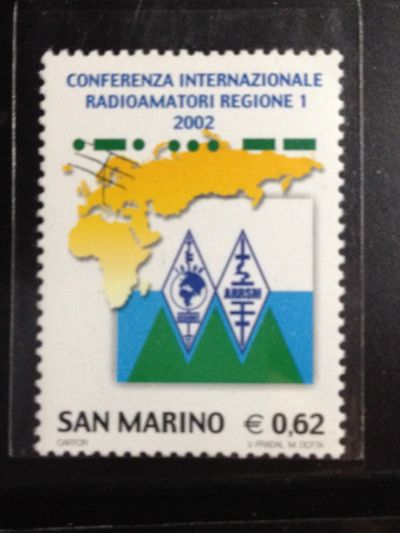 CONFERENZA INTERNAZIONALE
RADIOAMATORI REGIONE 1
2002
ARRSM
SAN MARINO € 0,62
CARTOR
V. PRADAL M. DOTTA